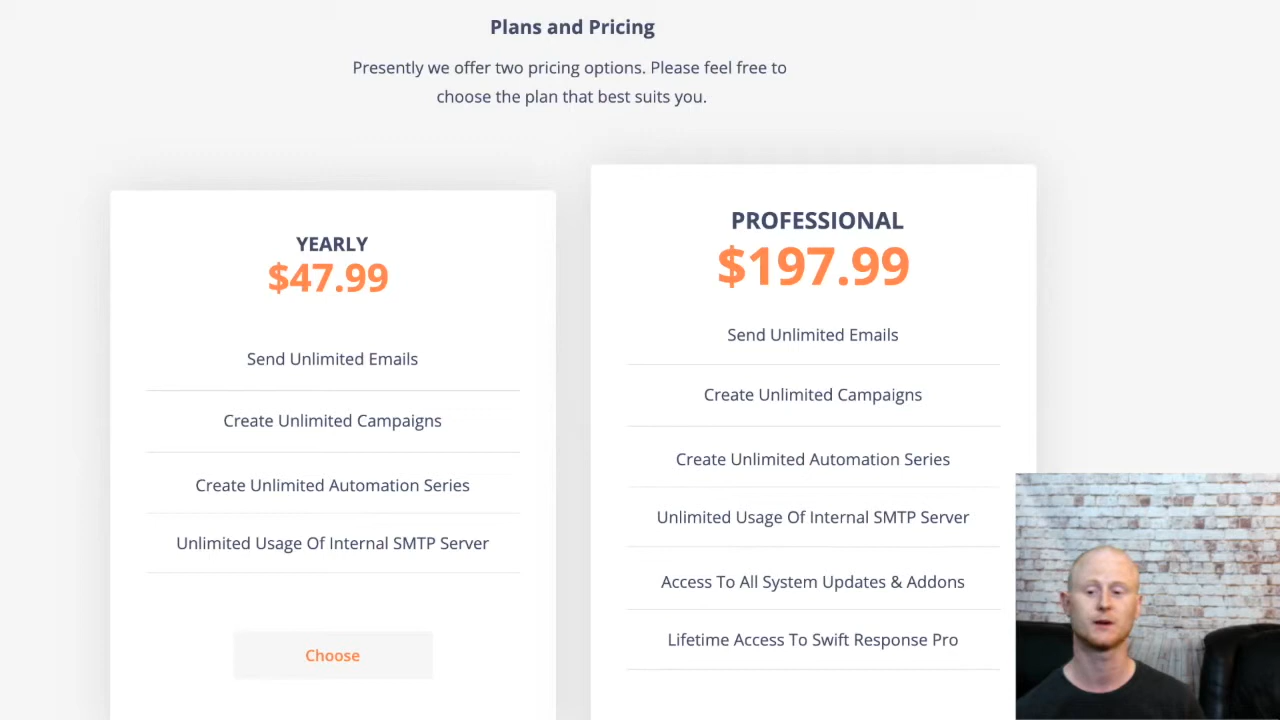 Plans and Pricing
Presently we offer two pricing options. Please feel free to
choose the plan that best suits you.
YEARLY
$47.99
Send Unlimited Emails
Create Unlimited Campaigns
Create Unlimited Automation Series
Unlimited Usage Of Internal SMTP Server
Choose
PROFESSIONAL
$197.99
Send Unlimited Emails
Create Unlimited Campaigns
Create Unlimited Automation Series
Unlimited Usage Of Internal SMTP Server
Access To All System Updates & Addons
Lifetime Access To Swift Response Pro